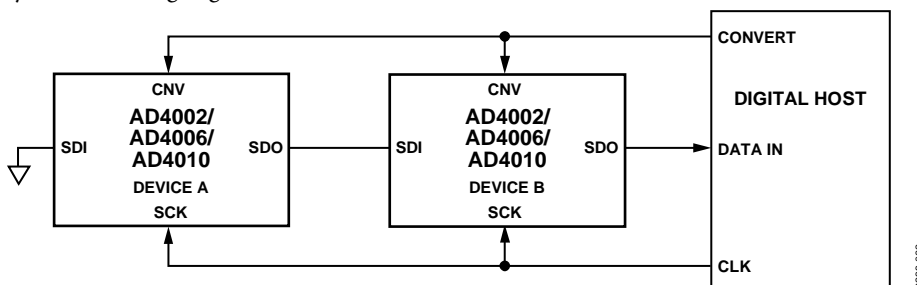 CONVERT
CNV
CNV
DIGITAL HOST
AD4002/
AD4006/
AD4010
AD4002/
AD4006/
AD4010
SDI
SDO
SDI
SDO
DATA IN
DEVICE A
DEVICE B
SCK
SCK
CLK